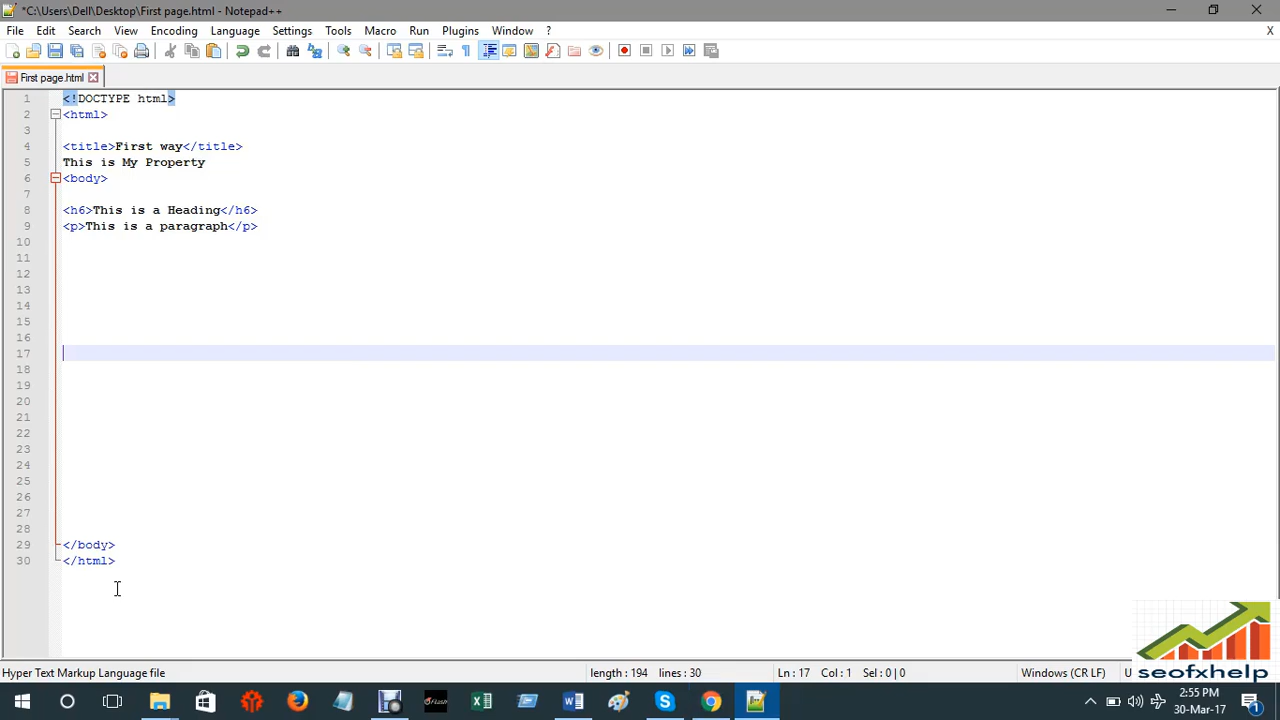 *C:\Users\Dell\Desktop\First page.html - Notepad++
File Edit Search View Encoding Language Settings Tools Macro Run Plugins Window ? X
First page.html
1 <!DOCTYPE html>
2 <html>
3
4 <title>First way</title>
5 This is My Property
6 <body>
7
8 <h6>This is a Heading</h6>
9 <p>This is a paragraph</p>
10
11
12
13
14
15
16
17
18
19
20
21
22
23
24
25
26
27
28
29 </body>
30 </html>
seofxhelp
Hyper Text Markup Language file length : 194 lines : 30 Ln : 17 Col : 1 Sel : 0 | 0 Windows (CR LF) U
Flash
2:55 PM
30-Mar-17
1